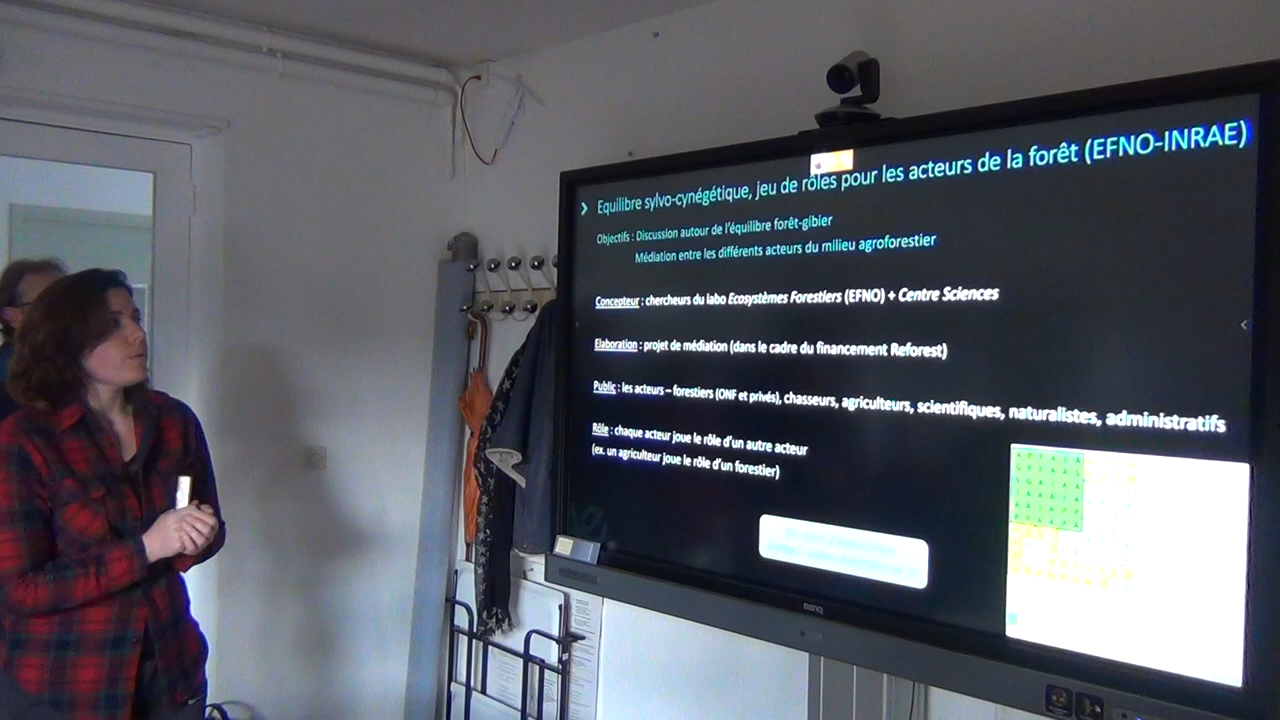 Equilibre sylvo-cynégétique, jeu de rôles pour les acteurs de la forêt (EFNO-INRAE)
Objectifs : Discussion autour de l'équilibre forêt-gibier
Médiation entre les différents acteurs du milieu agroforestier
Concepteur : chercheurs du labo Ecosystèmes Forestiers (EFNO) + Centre Sciences
Elaboration : projet de médiation (dans le cadre du financement Reforest)
Public : les acteurs – forestiers (ONF et privés), chasseurs, agriculteurs, scientifiques, naturalistes, administratifs
Rôle : chaque acteur joue le rôle d'un autre acteur
(ex. un agriculteur joue le rôle d'un forestier)
BenQ